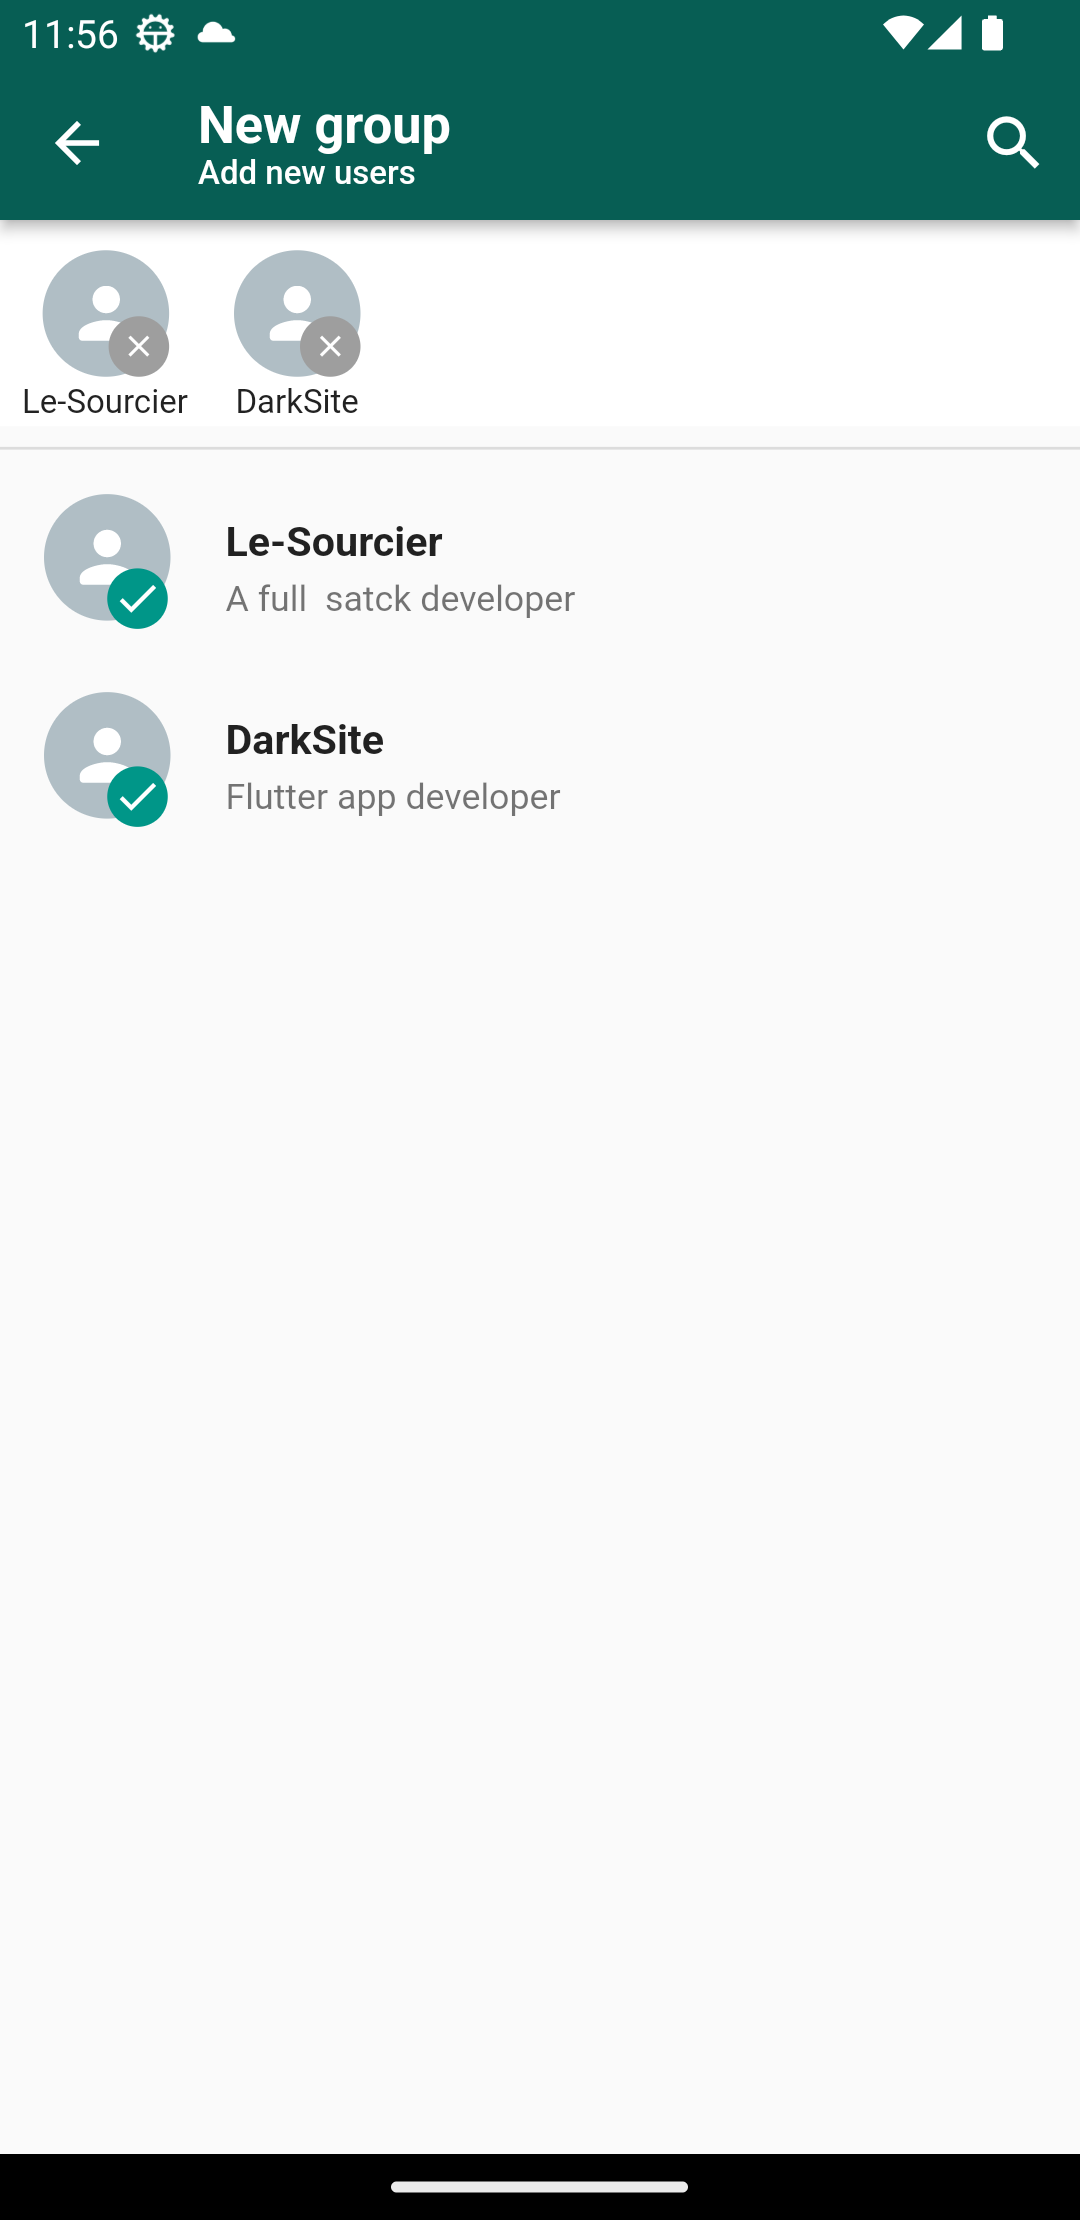 11:56
New group
Add new users
Le-Sourcier DarkSite
Le-Sourcier
A full  satck developer
DarkSite
Flutter app developer